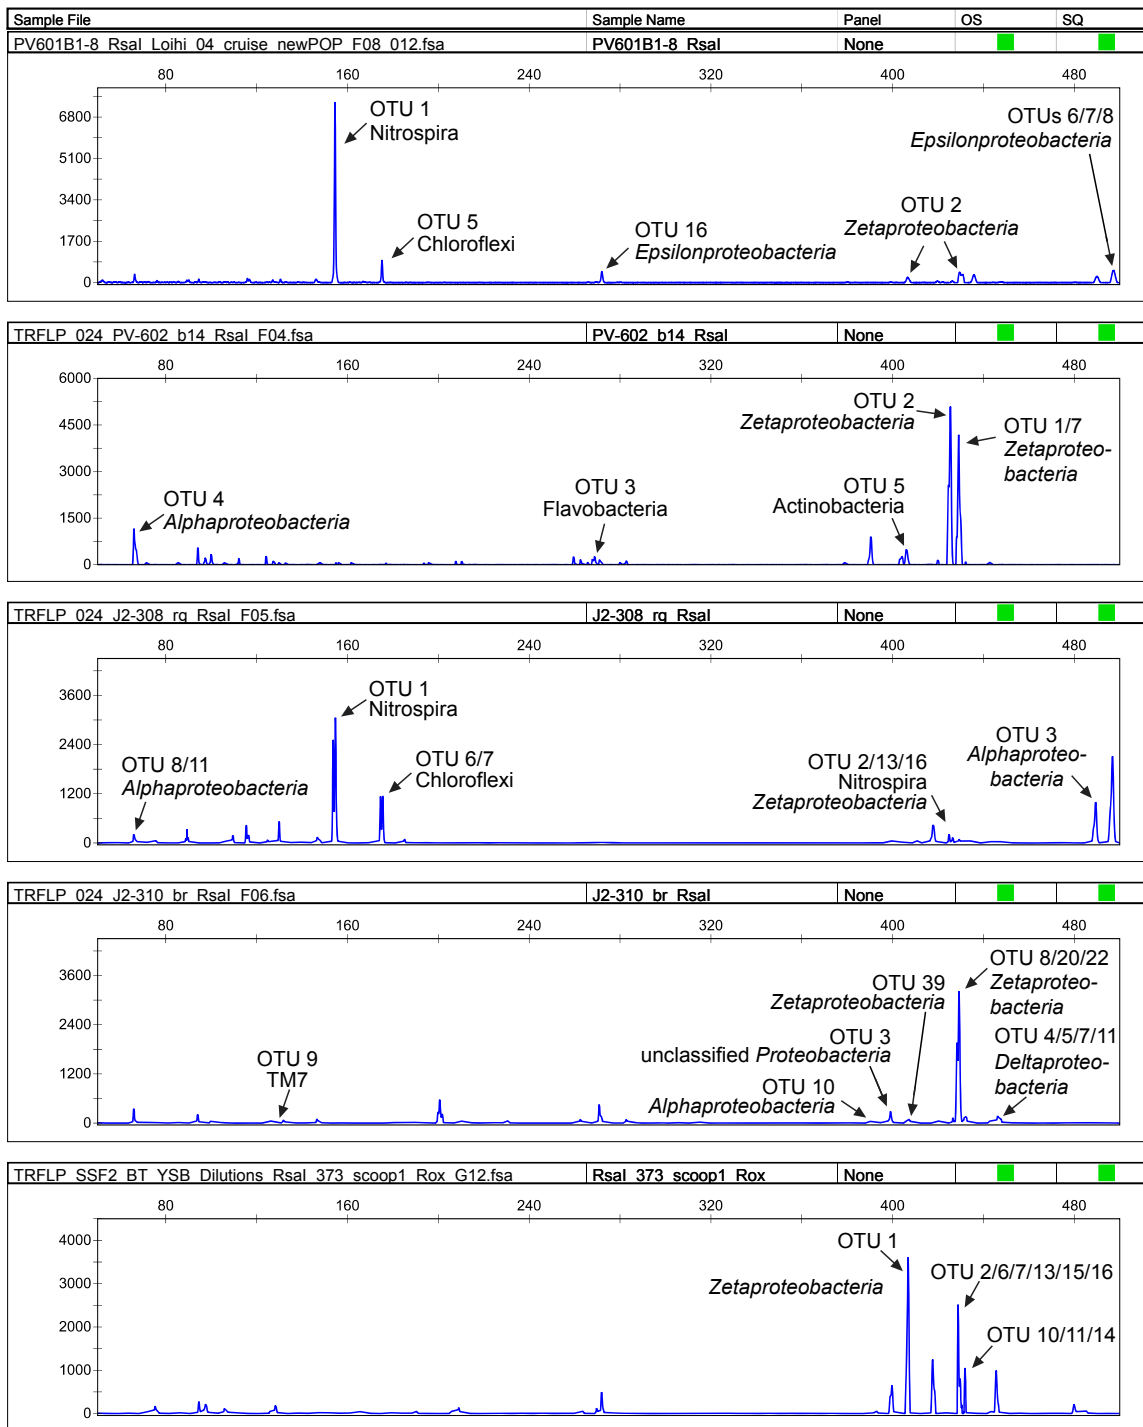 Sample File Sample Name Panel OS SQ
PV601B1-8_RsaI_Loihi_04_cruise_newPOP_F08_012.fsa PV601B1-8_RsaI None
80 160 240 320 400 480
OTU 1
Nitrospira
OTU 5
Chloroflexi
OTU 16
Epsilonproteobacteria
OTU 2
Zetaproteobacteria
OTUs 6/7/8
Epsilonproteobacteria
6800
5100
3400
1700
0
TRFLP_024_PV-602_b14_RsaI_F04.fsa PV-602_b14_RsaI None
80 160 240 320 400 480
6000
4500
3000
1500
0
OTU 4
Alphaproteobacteria
OTU 3
Flavobacteria
OTU 5
Actinobacteria
OTU 2
Zetaproteobacteria
OTU 1/7
Zetaproteo-
bacteria
TRFLP_024_J2-308_rg_RsaI_F05.fsa J2-308_rg_RsaI None
80 160 240 320 400 480
3600
2400
1200
0
OTU 8/11
Alphaproteobacteria
OTU 1
Nitrospira
OTU 6/7
Chloroflexi
OTU 2/13/16
Nitrospira
Zetaproteobacteria
OTU 3
Alphaproteo-
bacteria
TRFLP_024_J2-310_br_RsaI_F06.fsa J2-310_br_RsaI None
80 160 240 320 400 480
3600
2400
1200
0
OTU 9
TM7
OTU 10
Alphaproteobacteria
OTU 3
unclassified Proteobacteria
OTU 39
Zetaproteobacteria
OTU 8/20/22
Zetaproteo-
bacteria
OTU 4/5/7/11
Deltaproteo-
bacteria
TRFLP_SSF2_BT_YSB_Dilutions_RsaI_373_scoop1_Rox_G12.fsa RsaI_373_scoop1_Rox None
80 160 240 320 400 480
4000
3000
2000
1000
0
OTU 1
Zetaproteobacteria
OTU 2/6/7/13/15/16
OTU 10/11/14